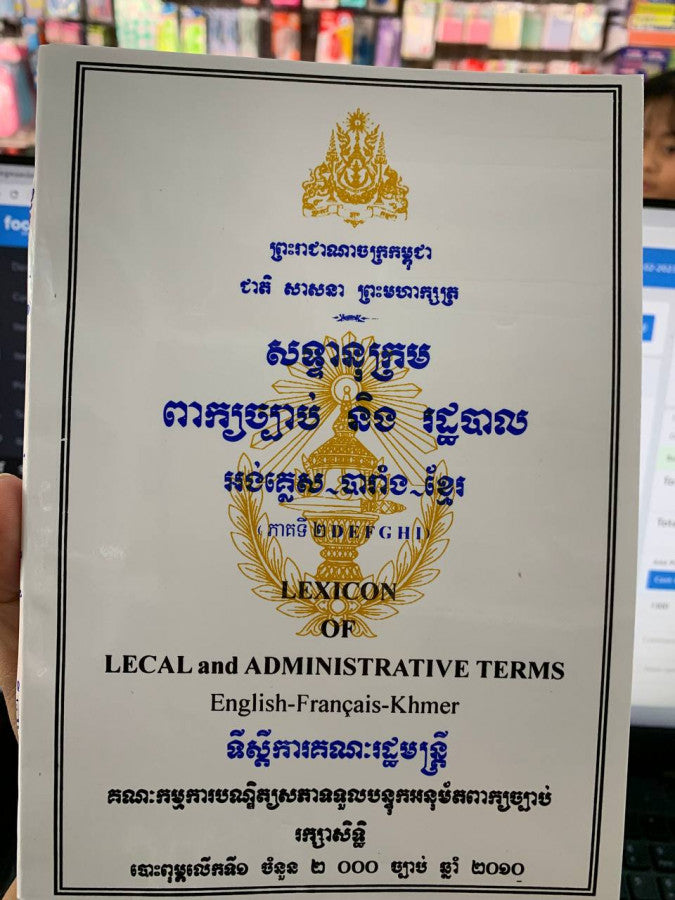 ព្រះរាជាណាចក្រកម្ពុជា
ជាតិ សាសនា ព្រះមហាក្សត្រ
សទ្ទានុក្រម
ពាក្យច្បាប់ និង រដ្ឋបាល
អង់គ្លេស~បារាំង~ខ្មែរ
(ភាគទី ២ D E F G H I)
LEXICON
OF
LECAL and ADMINISTRATIVE TERMS
English-Français-Khmer
ទីស្តីការគណៈរដ្ឋមន្ត្រី
គណៈកម្មការបណ្ឌិត្យសភាទទួលបន្ទុកអនុម័តពាក្យច្បាប់
រក្សាសិទ្ធិ
បោះពុម្ពលើកទី១ ចំនួន ២ ០០០ ច្បាប់ ឆ្នាំ ២០១០